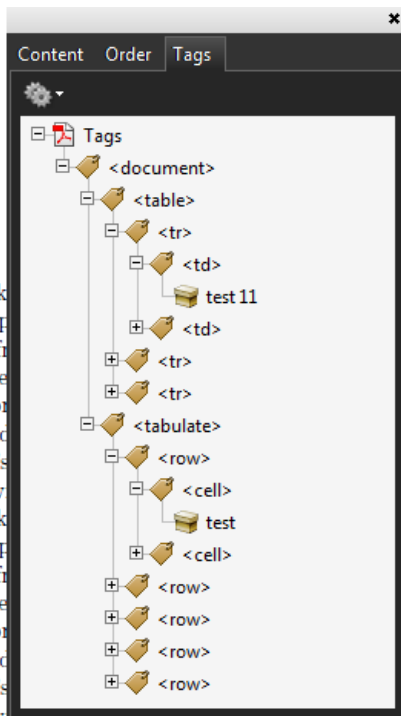 Content Order Tags
Tags
<document>
<table>
<tr>
<td>
test 11
<td>
<tr>
<tr>
<tabulate>
<row>
<cell>
test
<cell>
<row>
<row>
<row>
<row>